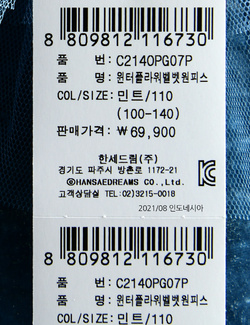 8 809812 116730
품 번: C2140PG07P
품 명: 윈터플라워벨벳원피스
COL/SIZE: 민트/110
(100-140)
판매가격: ₩69,900
한세드림(주)
경기도 파주시 방촌로 1172-21
®HANSAEDREAMS CO.,Ltd.
고객상담실 TEL:02)3215-0018
2021/08 인도네시아
8 809812 116730
품 번: C2140PG07P
품 명: 윈터플라워벨벳원피스
COL/SIZE: 민트/110